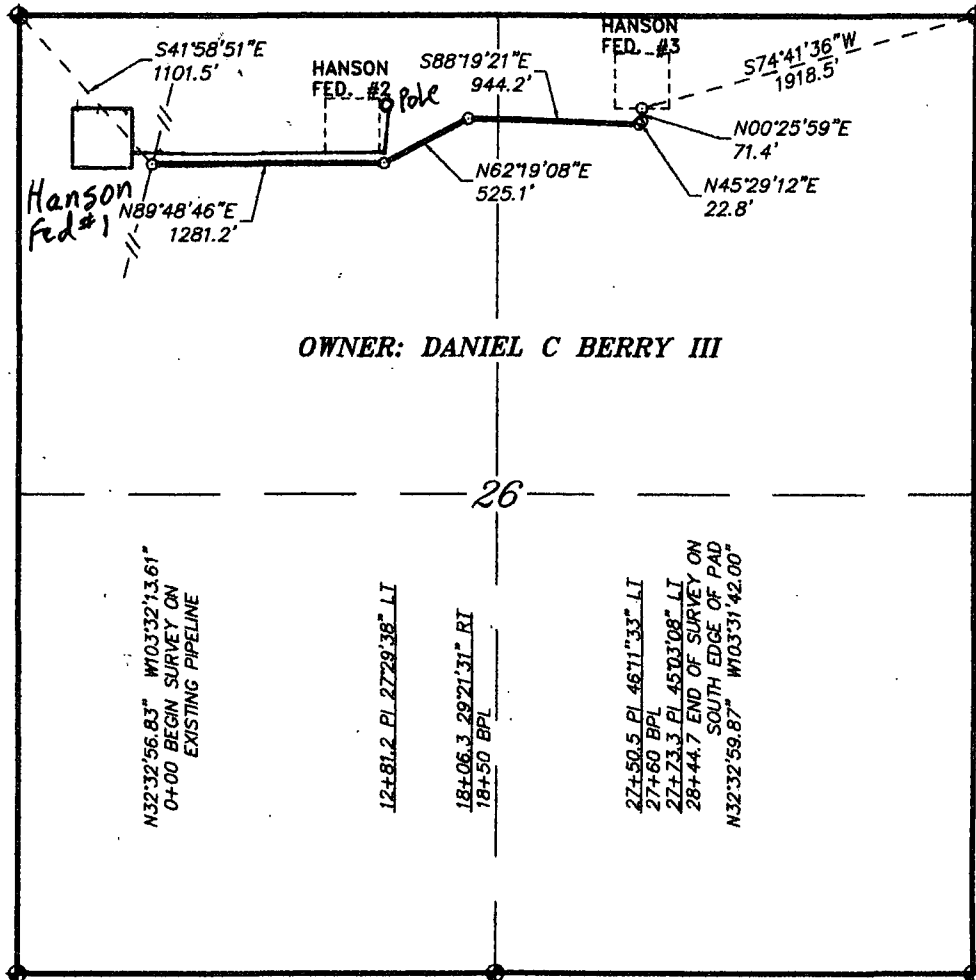 S41°58'51"E
1101.5'
HANSON
FED. #2
Pole
S88°19'21"E
944.2'
HANSON
FED. #3
S74°41'36"W
1918.5'
N00°25'59"E
71.4'
N45°29'12"E
22.8'
N62°19'08"E
525.1'
Hanson
Fed #1
N89°48'46"E
1281.2'
OWNER: DANIEL C BERRY III
26
N32°32'56.83" W103°32'13.61"
0+00 BEGIN SURVEY ON
EXISTING PIPELINE
12+81.2 PI 27°29'38" LT
18+06.3 29°21'31" RT
18+50 BPL
27+50.5 PI 46°11'33" LT
27+60 BPL
27+73.3 PI 45°03'08" LT
28+44.7 END OF SURVEY ON
SOUTH EDGE OF PAD
N32°32'59.87" W103°31'42.00"